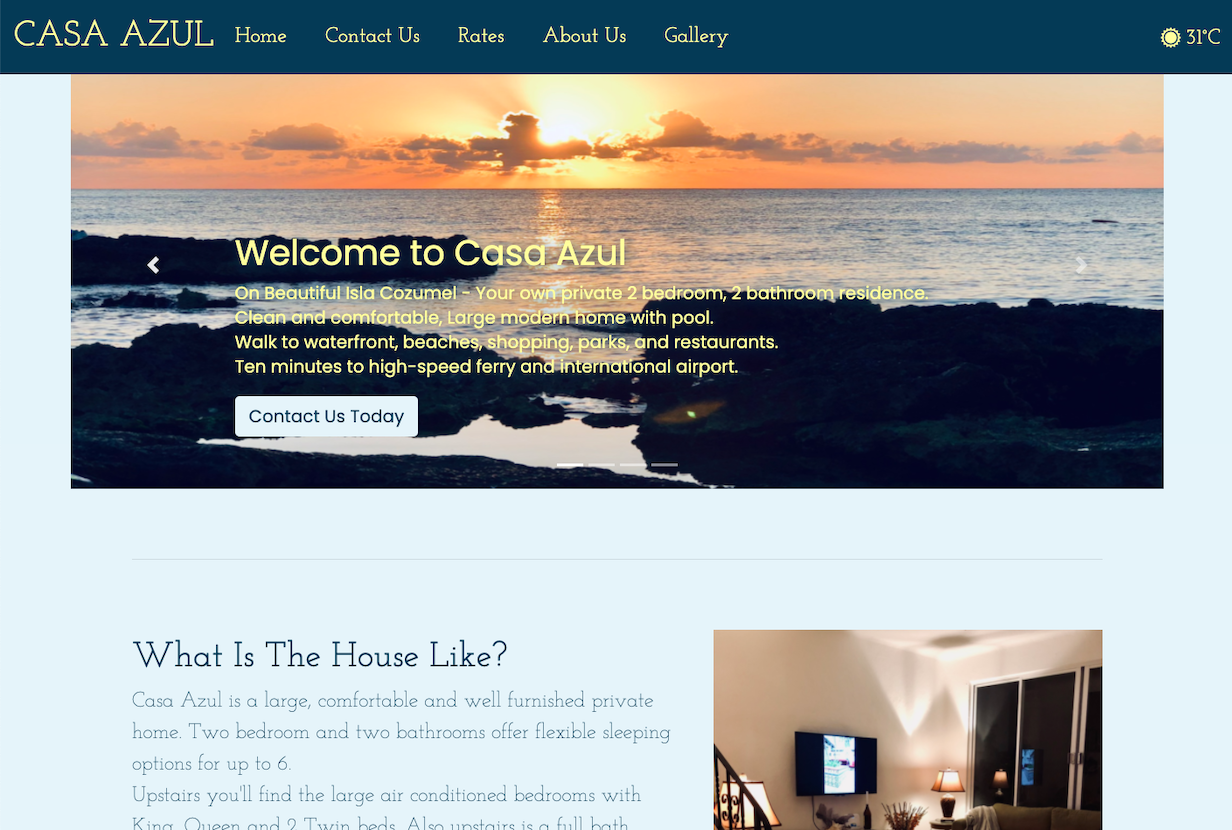 CASA AZUL Home Contact Us Rates About Us Gallery 31°C
Welcome to Casa Azul
On Beautiful Isla Cozumel - Your own private 2 bedroom, 2 bathroom residence.
Clean and comfortable, Large modern home with pool.
Walk to waterfront, beaches, shopping, parks, and restaurants.
Ten minutes to high-speed ferry and international airport.
Contact Us Today
What Is The House Like?
Casa Azul is a large, comfortable and well furnished private
home. Two bedroom and two bathrooms offer flexible sleeping
options for up to 6.
Upstairs you'll find the large air conditioned bedrooms with
King, Queen and 2 Twin beds. Also upstairs is a full bath